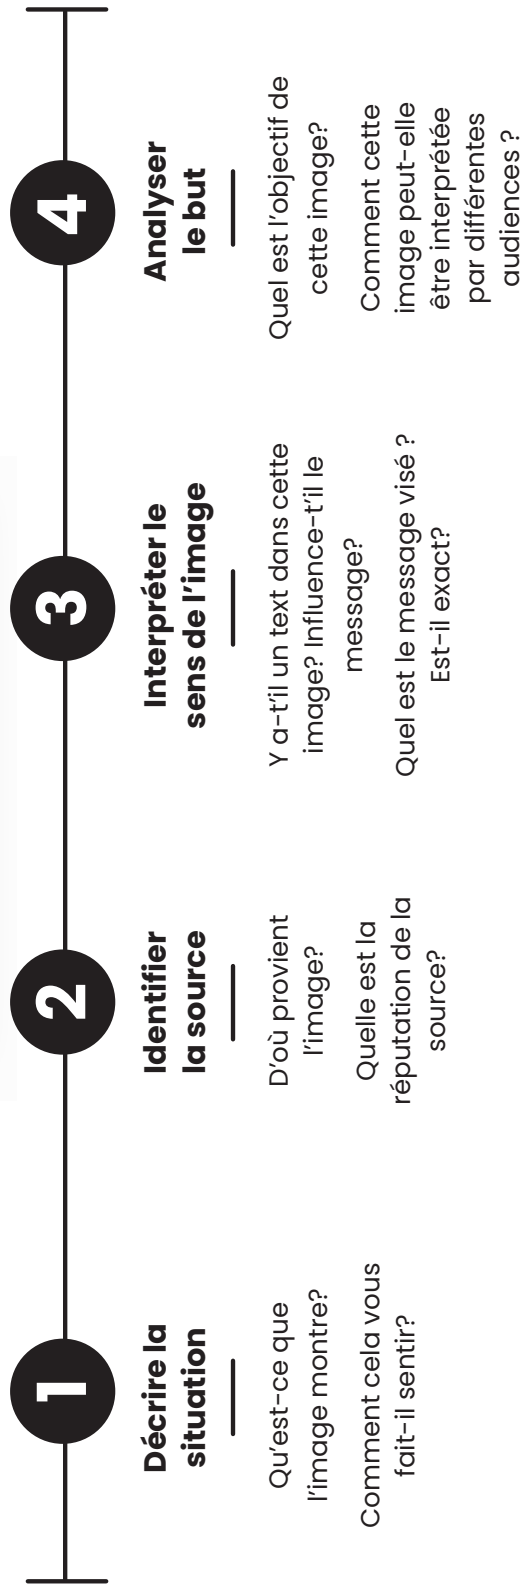 1
Décrire la
situation
Qu'est-ce que
l'image montre?
Comment cela vous
fait-il sentir?
2
Identifier
la source
D'où provient
l'image?
Quelle est la
réputation de la
source?
3
Interpréter le
sens de l'image
Y a-t'il un text dans cette
image? Influence-t'il le
message?
Quel est le message visé ?
Est-il exact?
4
Analyser
le but
Quel est l'objectif de
cette image?
Comment cette
image peut-elle
être interprétée
par différentes
audiences ?